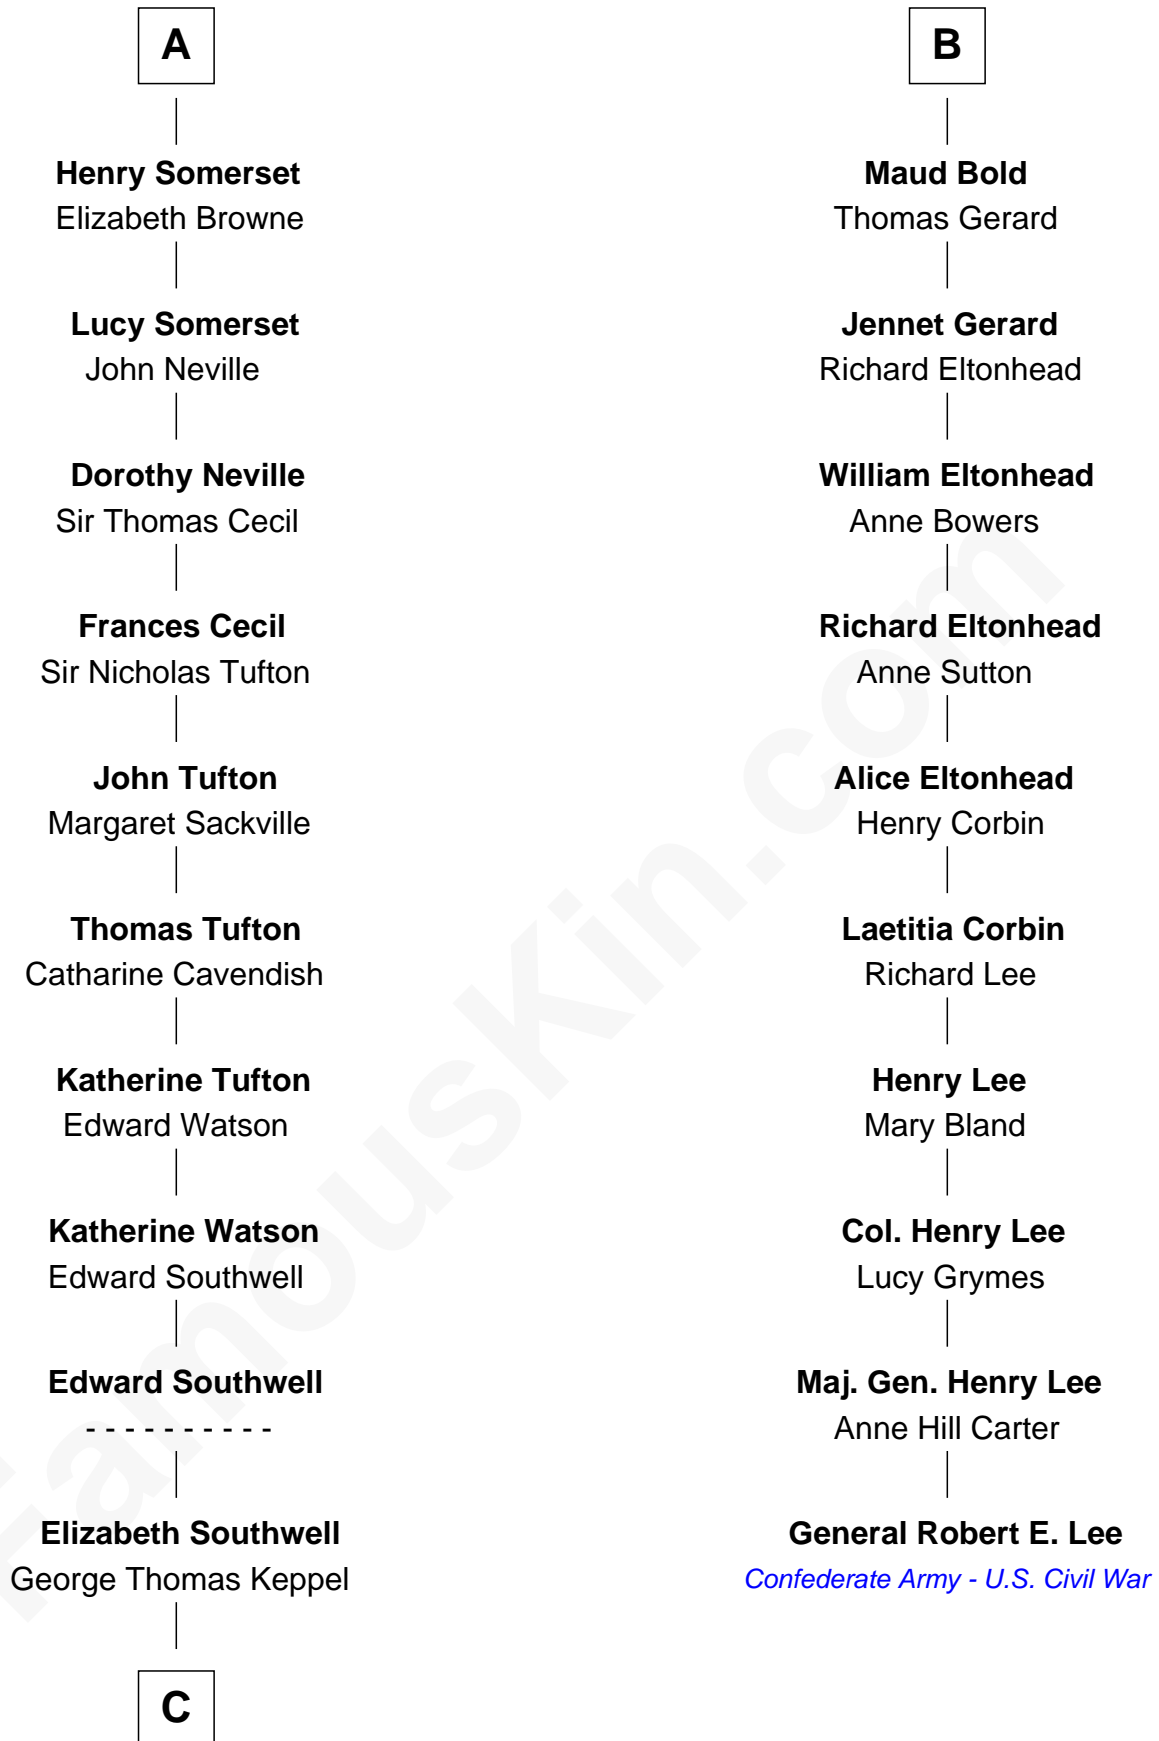 A
Henry Somerset
Elizabeth Browne
Lucy Somerset
John Neville
Dorothy Neville
Sir Thomas Cecil
Frances Cecil
Sir Nicholas Tufton
John Tufton
Margaret Sackville
Thomas Tufton
Catharine Cavendish
Katherine Tufton
Edward Watson
Katherine Watson
Edward Southwell
Edward Southwell
- - - - - - - - - -
Elizabeth Southwell
George Thomas Keppel
C
B
Maud Bold
Thomas Gerard
Jennet Gerard
Richard Eltonhead
William Eltonhead
Anne Bowers
Richard Eltonhead
Anne Sutton
Alice Eltonhead
Henry Corbin
Laetitia Corbin
Richard Lee
Henry Lee
Mary Bland
Col. Henry Lee
Lucy Grymes
Maj. Gen. Henry Lee
Anne Hill Carter
General Robert E. Lee
Confederate Army - U.S. Civil War
FamousKin.com